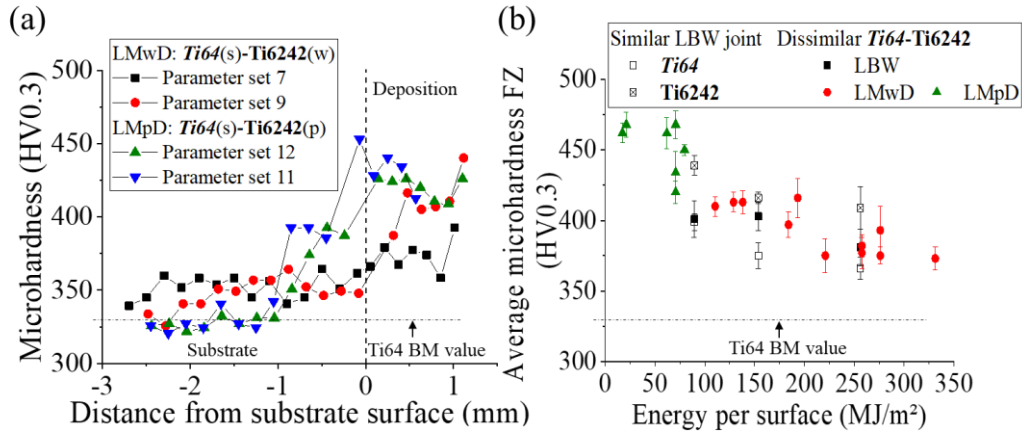 (a)
LMwD: Ti64(s)-Ti6242(w)
Parameter set 7
Parameter set 9
LMpD: Ti64(s)-Ti6242(p)
Parameter set 12
Parameter set 11
Deposition
Substrate
Ti64 BM value
Microhardness (HV0.3)
500
450
400
350
300
-3
-2
-1
0
1
Distance from substrate surface (mm)
(b)
Similar LBW joint
Dissimilar Ti64-Ti6242
Ti64
LBW
Ti6242
LMwD
LMpD
Ti64 BM value
Average microhardness FZ
(HV0.3)
500
450
400
350
300
0
50
100
150
200
250
300
350
Energy per surface (MJ/m²)